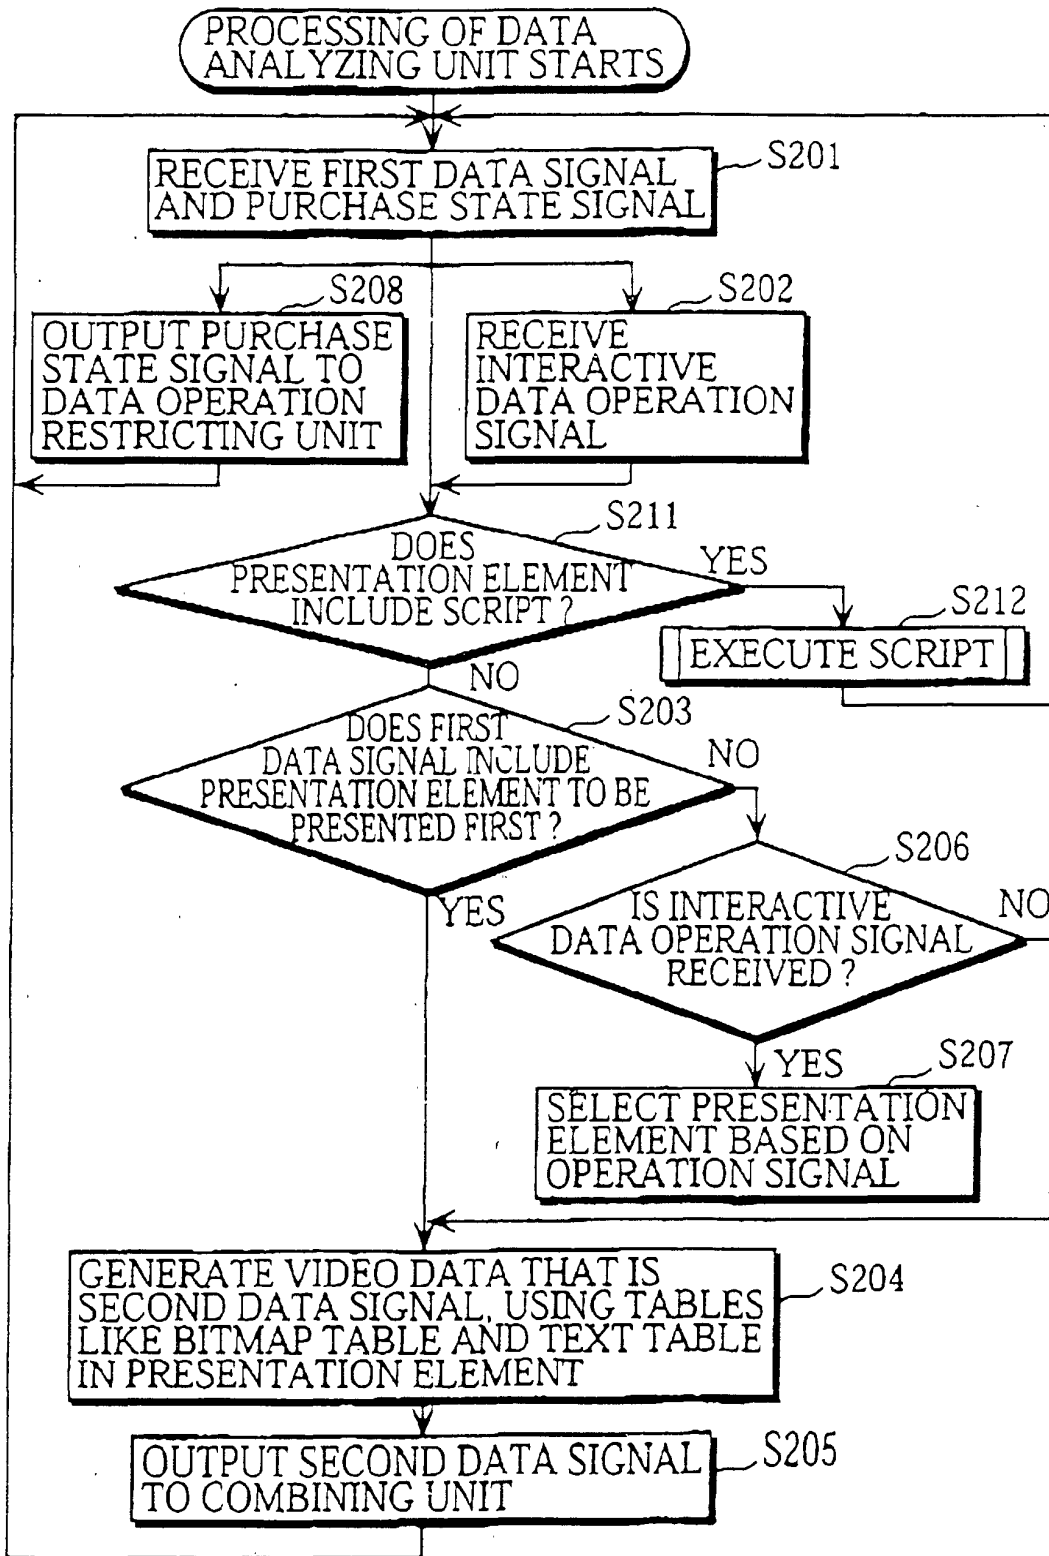 PROCESSING OF DATA
ANALYZING UNIT STARTS
S201
RECEIVE FIRST DATA SIGNAL
AND PURCHASE STATE SIGNAL
S208
OUTPUT PURCHASE
STATE SIGNAL TO
DATA OPERATION
RESTRICTING UNIT
S202
RECEIVE
INTERACTIVE
DATA OPERATION
SIGNAL
S211
DOES
PRESENTATION ELEMENT
INCLUDE SCRIPT ?
YES
S212
EXECUTE SCRIPT
NO
S203
DOES FIRST
DATA SIGNAL INCLUDE
PRESENTATION ELEMENT TO BE
PRESENTED FIRST ?
NO
YES
S206
IS INTERACTIVE
DATA OPERATION SIGNAL
RECEIVED ?
NO
YES
S207
SELECT PRESENTATION
ELEMENT BASED ON
OPERATION SIGNAL
S204
GENERATE VIDEO DATA THAT IS
SECOND DATA SIGNAL, USING TABLES
LIKE BITMAP TABLE AND TEXT TABLE
IN PRESENTATION ELEMENT
S205
OUTPUT SECOND DATA SIGNAL
TO COMBINING UNIT